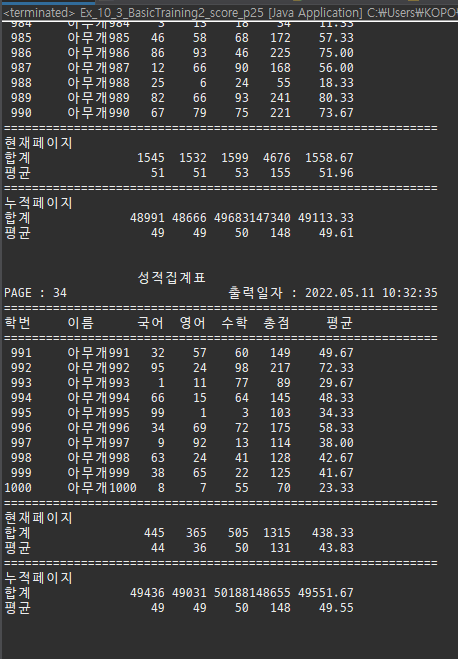 <terminated> Ex_10_3_BasicTraining2_score_p25 [Java Application] C:₩Users₩KOPO₩
984 아무개984 3 13 18 34 11.33
985 아무개985 46 58 68 172 57.33
986 아무개986 86 93 46 225 75.00
987 아무개987 12 66 90 168 56.00
988 아무개988 25 6 24 55 18.33
989 아무개989 82 66 93 241 80.33
990 아무개990 67 79 75 221 73.67
==============================================================
현재페이지
합계 1545 1532 1599 4676 1558.67
평균 51 51 53 155 51.96
==============================================================
누적페이지
합계 48991 48666 49683147340 49113.33
평균 49 49 50 148 49.61
성적집계표
PAGE : 34 출력일자 : 2022.05.11 10:32:35
==============================================================
학번 이름 국어 영어 수학 총점 평균
==============================================================
991 아무개991 32 57 60 149 49.67
992 아무개992 95 24 98 217 72.33
993 아무개993 1 11 77 89 29.67
994 아무개994 66 15 64 145 48.33
995 아무개995 99 1 3 103 34.33
996 아무개996 34 69 72 175 58.33
997 아무개997 9 92 13 114 38.00
998 아무개998 63 24 41 128 42.67
999 아무개999 38 65 22 125 41.67
1000 아무개1000 8 7 55 70 23.33
==============================================================
현재페이지
합계 445 365 505 1315 438.33
평균 44 36 50 131 43.83
==============================================================
누적페이지
합계 49436 49031 50188148655 49551.67
평균 49 49 50 148 49.55